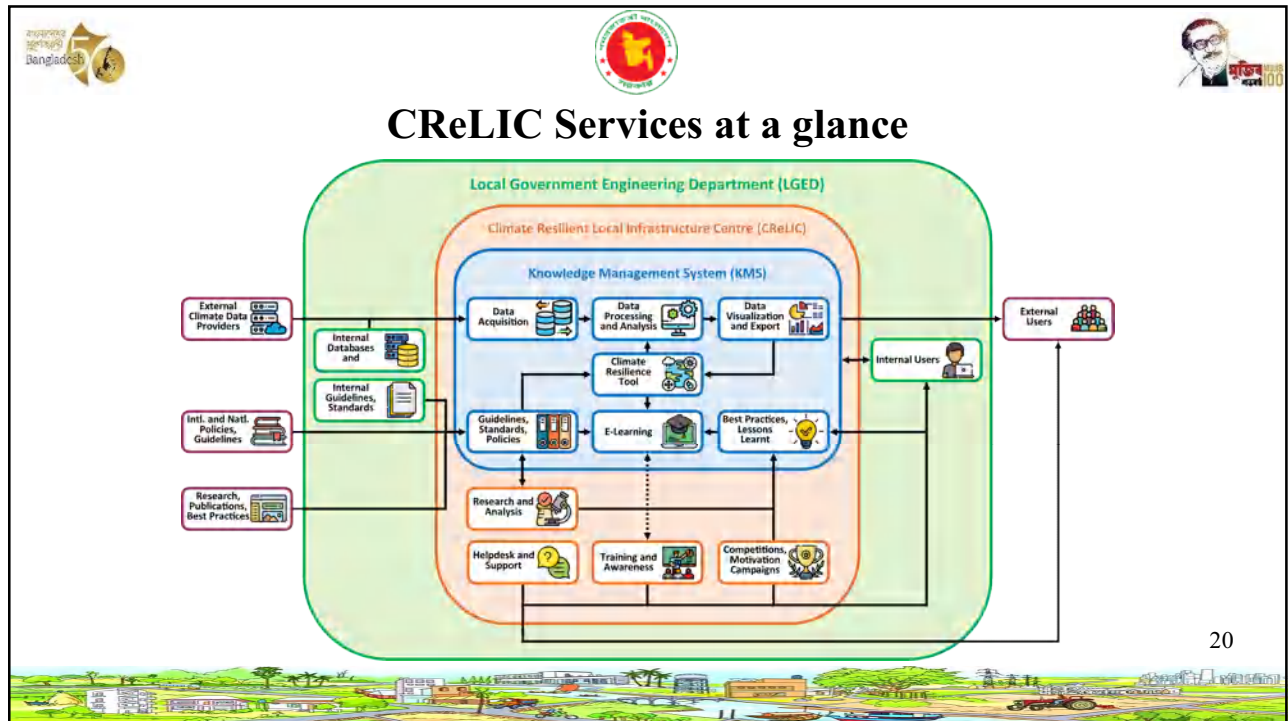 Bangladesh
50
মুজিব
100
CReLIC Services at a glance
Local Government Engineering Department (LGED)
Climate Resilient Local Infrastructure Centre (CReLIC)
Knowledge Management System (KMS)
External
Climate Data
Providers
Internal
Databases
and
Data
Acquisition
Data
Processing
and Analysis
Data
Visualization
and Export
External
Users
Internal Users
Climate
Resilience
Tool
Internal
Guidelines,
Standards
Intl. and Natl.
Policies,
Guidelines
Guidelines,
Standards,
Policies
E-Learning
Best Practices,
Lessons
Learnt
Research,
Publications,
Best Practices
Research and
Analysis
Helpdesk and
Support
Training and
Awareness
Competitions,
Motivation
Campaigns
20